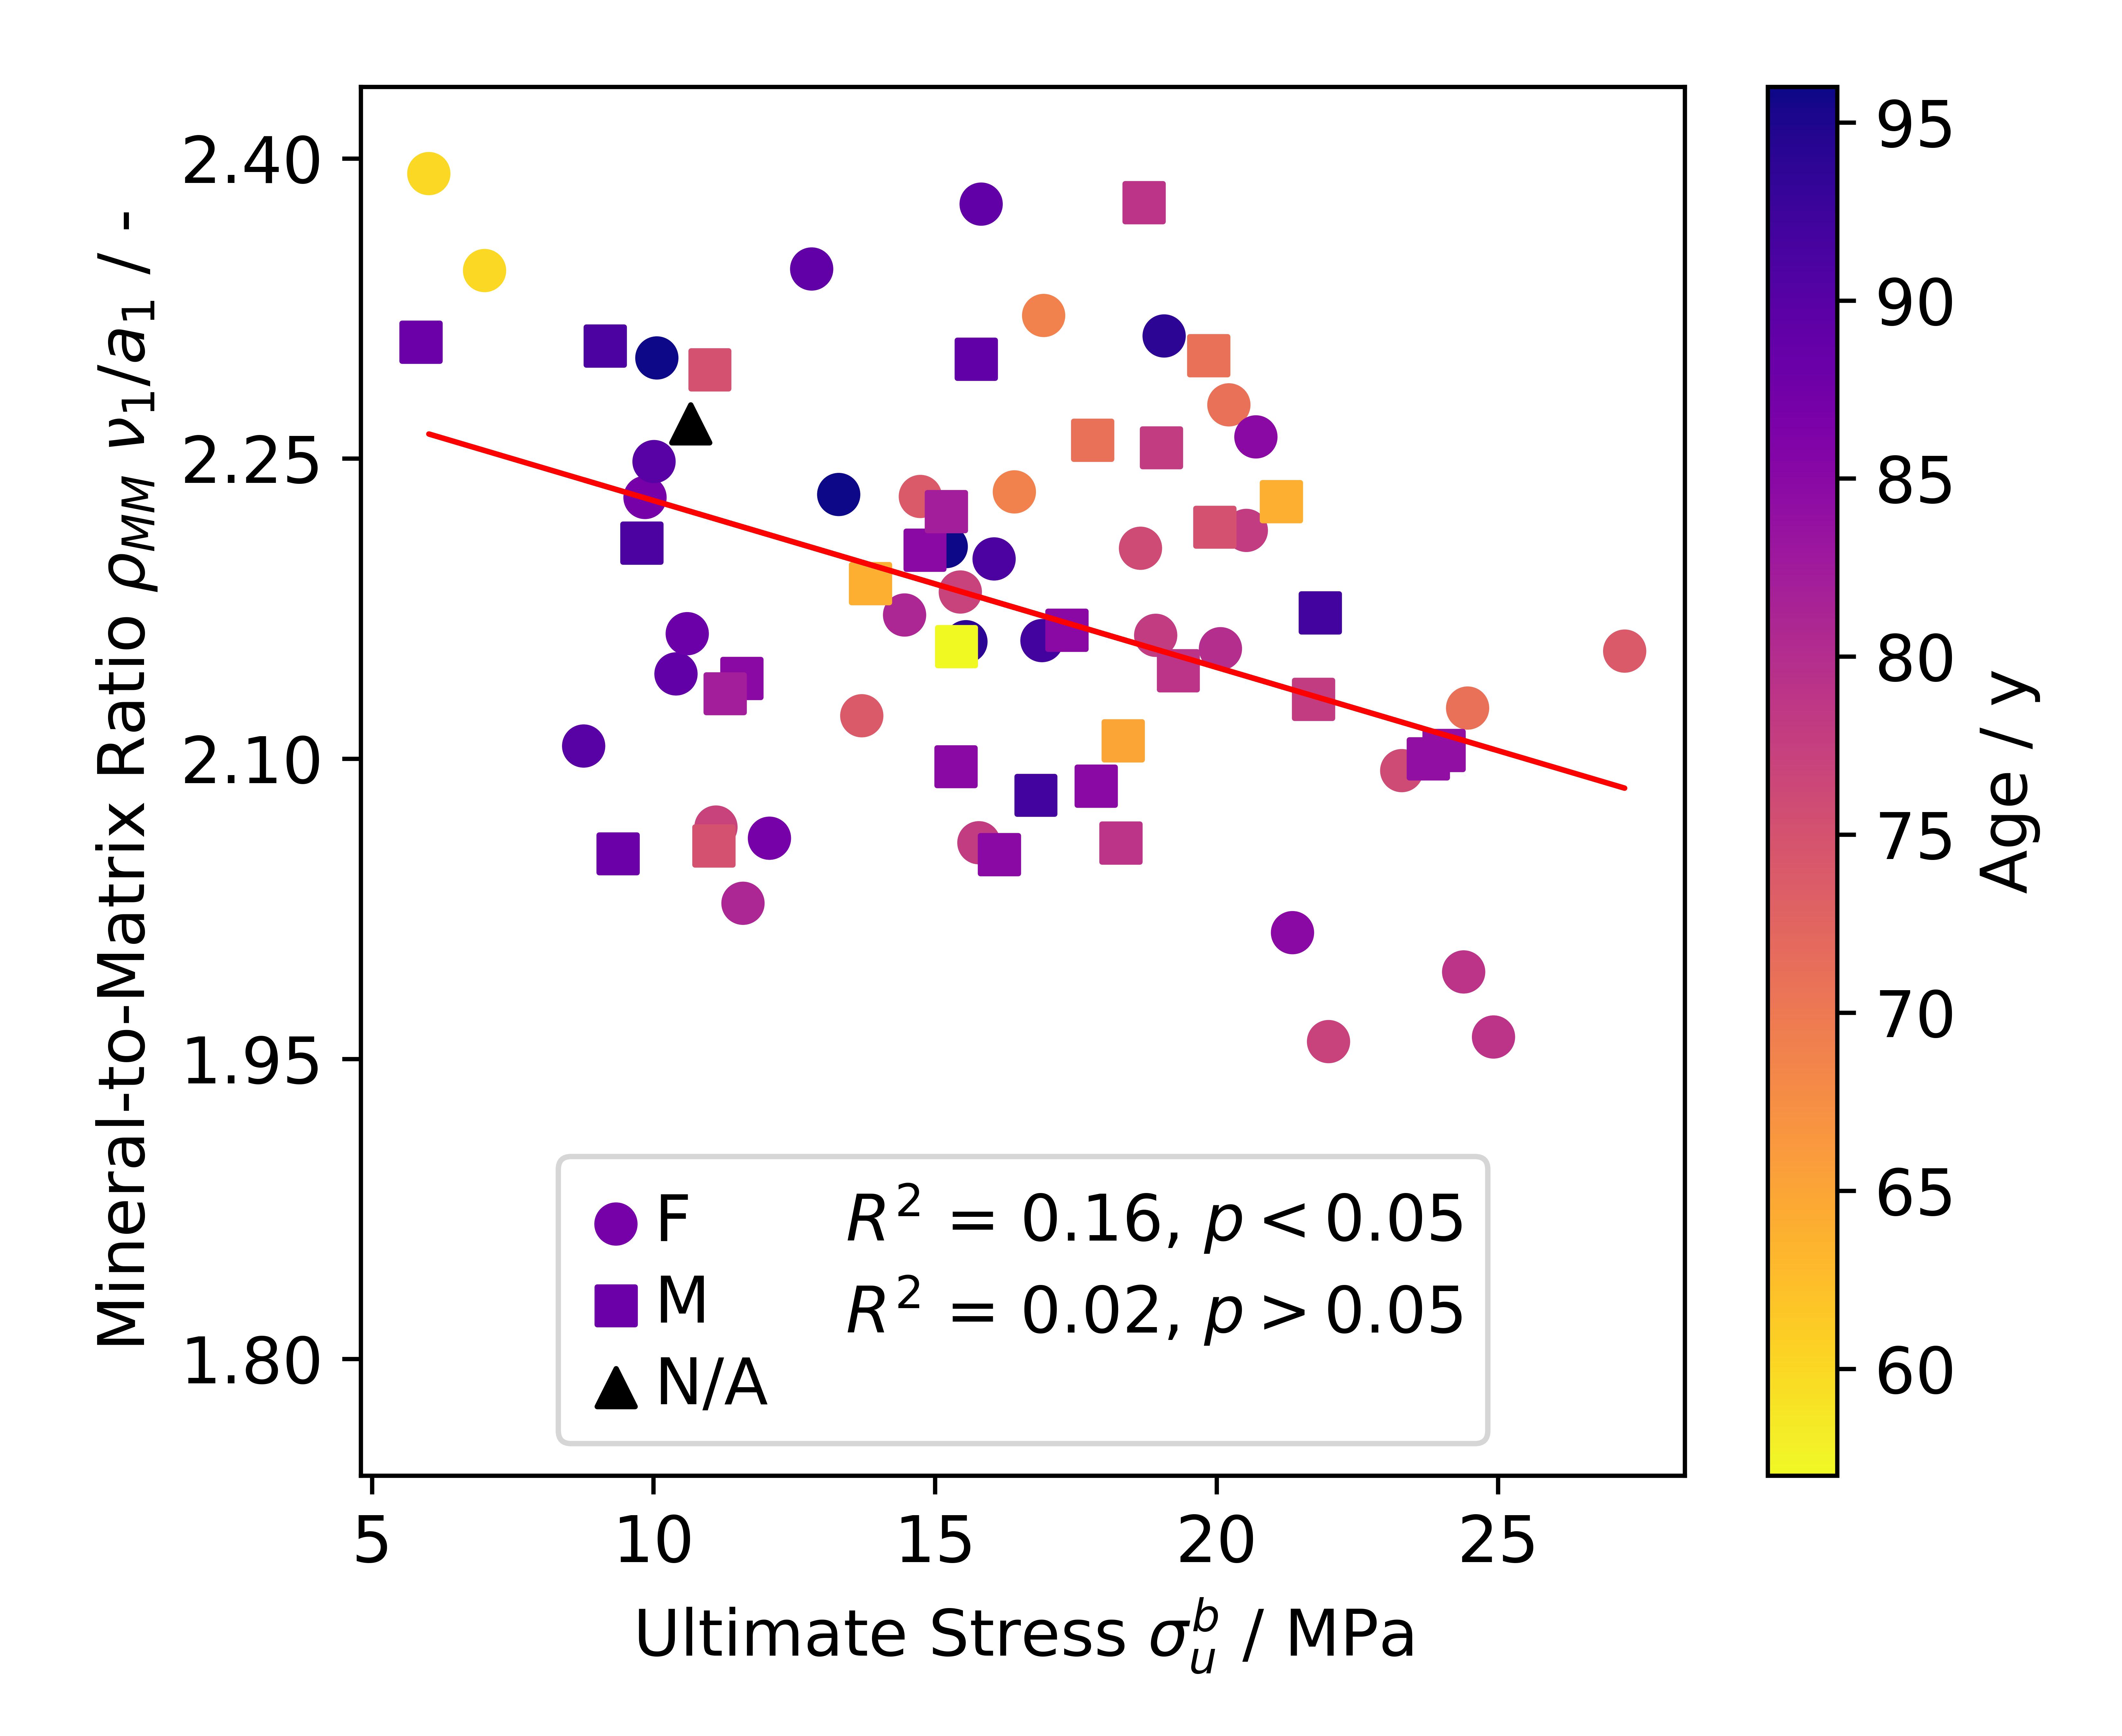 Mineral-to-Matrix Ratio ρ_MM ν₁/a₁ / -
2.40
2.25
2.10
1.95
1.80
F R² = 0.16, p < 0.05
M R² = 0.02, p > 0.05
N/A
5 10 15 20 25
Ultimate Stress σᵤᵇ / MPa
95
90
85
80
75
70
65
60
Age / y